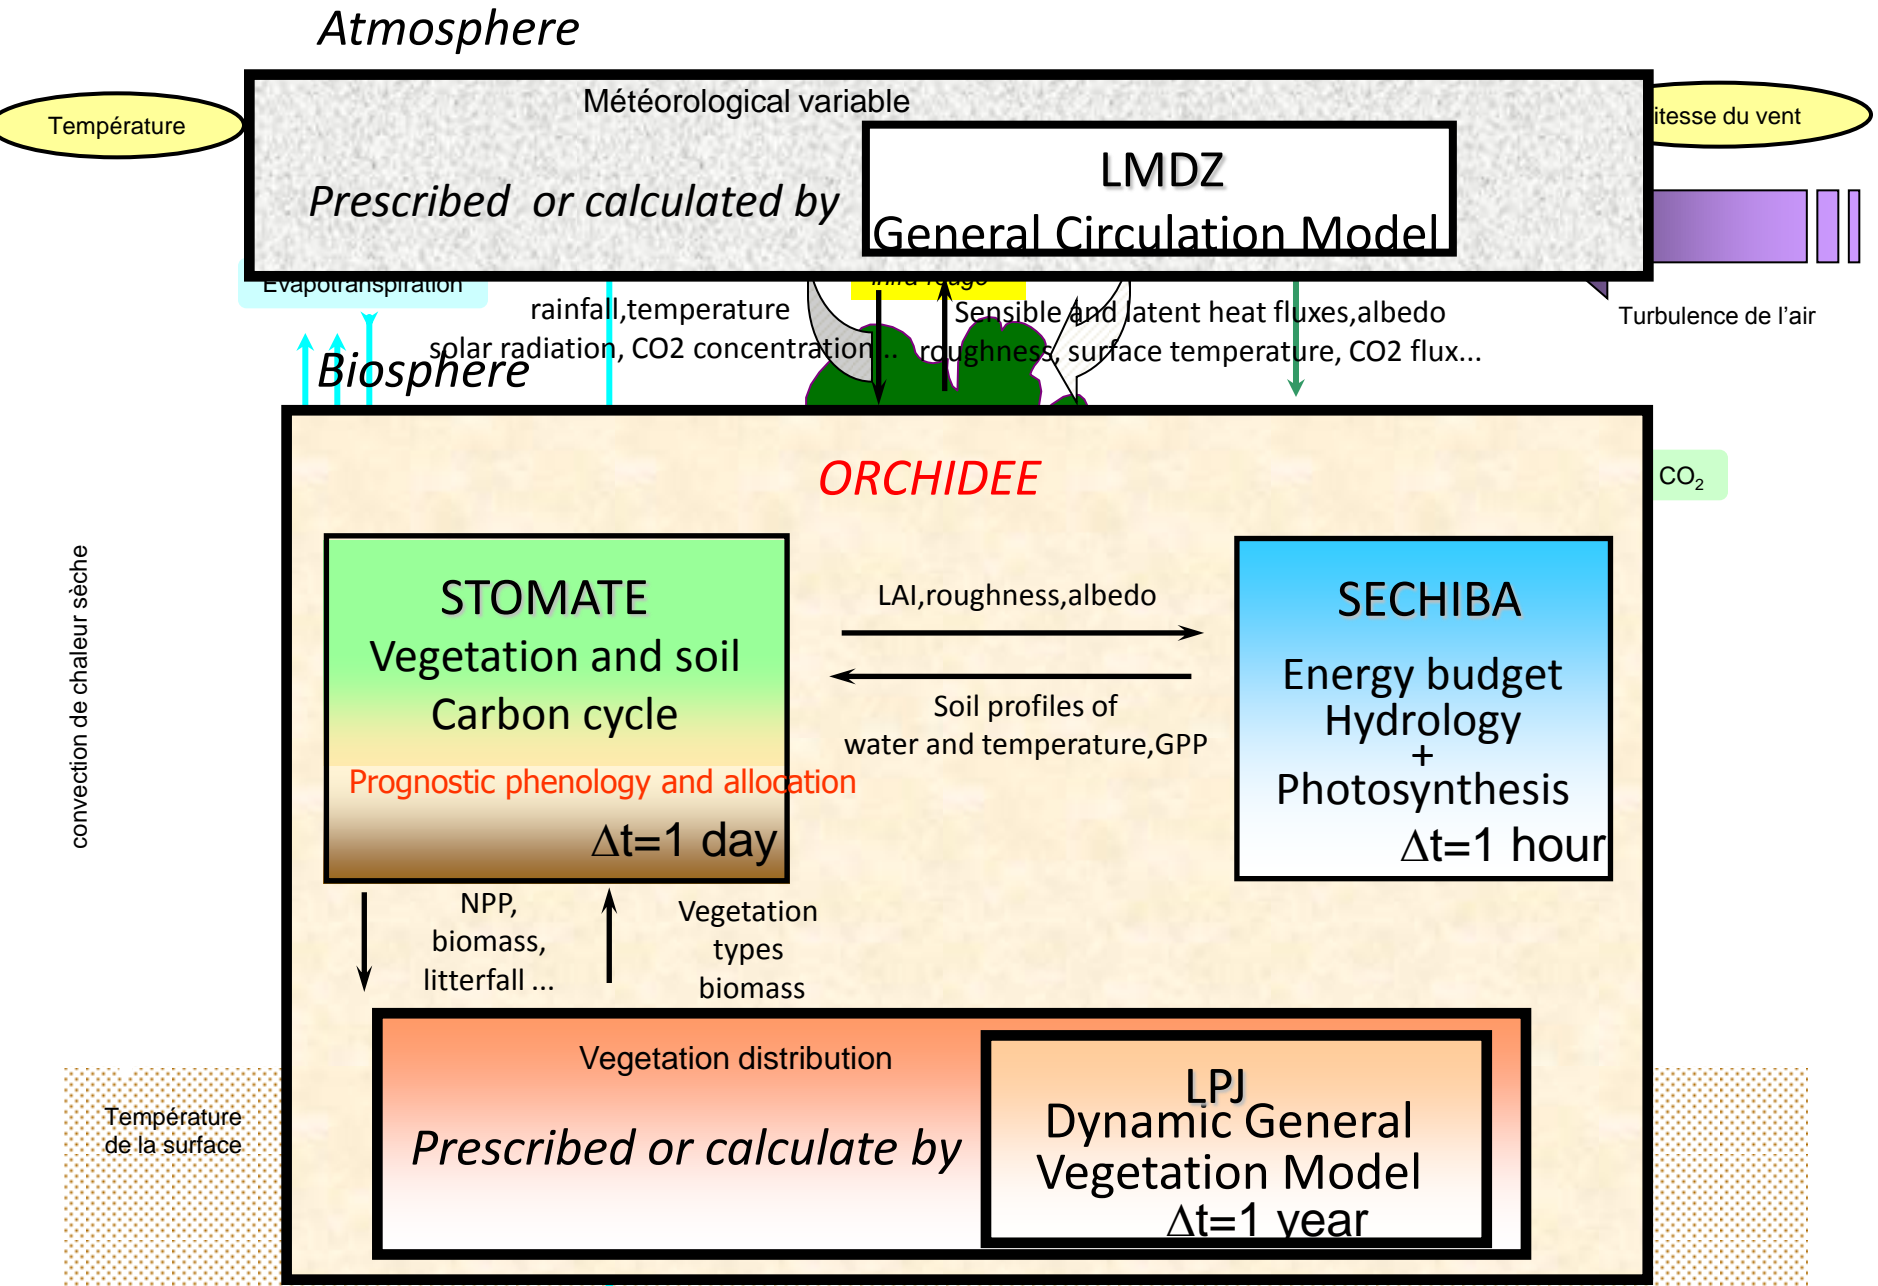 Atmosphere
Météorological variable
Température
itesse du vent
LMDZ
Prescribed or calculated by
General Circulation Model
Evapotranspiration
rainfall,temperature
Sensible and latent heat fluxes,albedo
Turbulence de l'air
solar radiation, CO2 concentration...
roughness, surface temperature, CO2 flux...
Biosphere
ORCHIDEE
CO₂
STOMATE
Vegetation and soil
Carbon cycle
Prognostic phenology and allocation
Δt=1 day
LAI,roughness,albedo
Soil profiles of
water and temperature,GPP
SECHIBA
Energy budget
Hydrology
+
Photosynthesis
Δt=1 hour
convection de chaleur sèche
NPP,
biomass,
litterfall ...
Vegetation
types
biomass
Vegetation distribution
Prescribed or calculate by
LPJ
Dynamic General
Vegetation Model
Δt=1 year
Température
de la surface